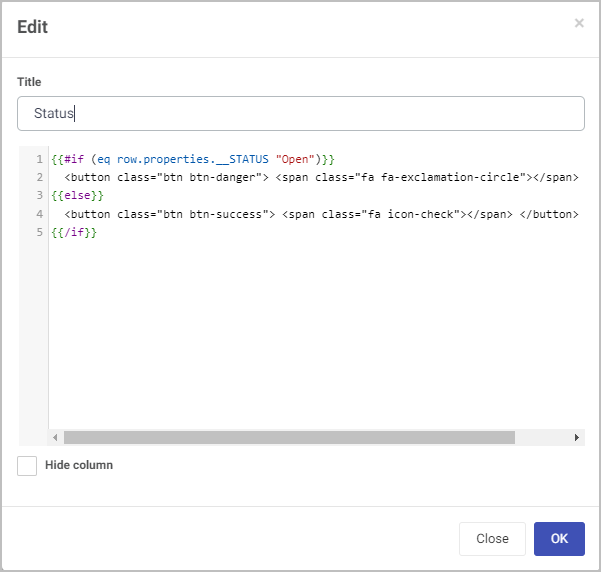 Edit
×
Title
Status
1 {{#if (eq row.properties.__STATUS "Open")}}
2   <button class="btn btn-danger"> <span class="fa fa-exclamation-circle"></span>
3 {{else}}
4   <button class="btn btn-success"> <span class="fa icon-check"></span> </button>
5 {{/if}}
Hide column
Close OK